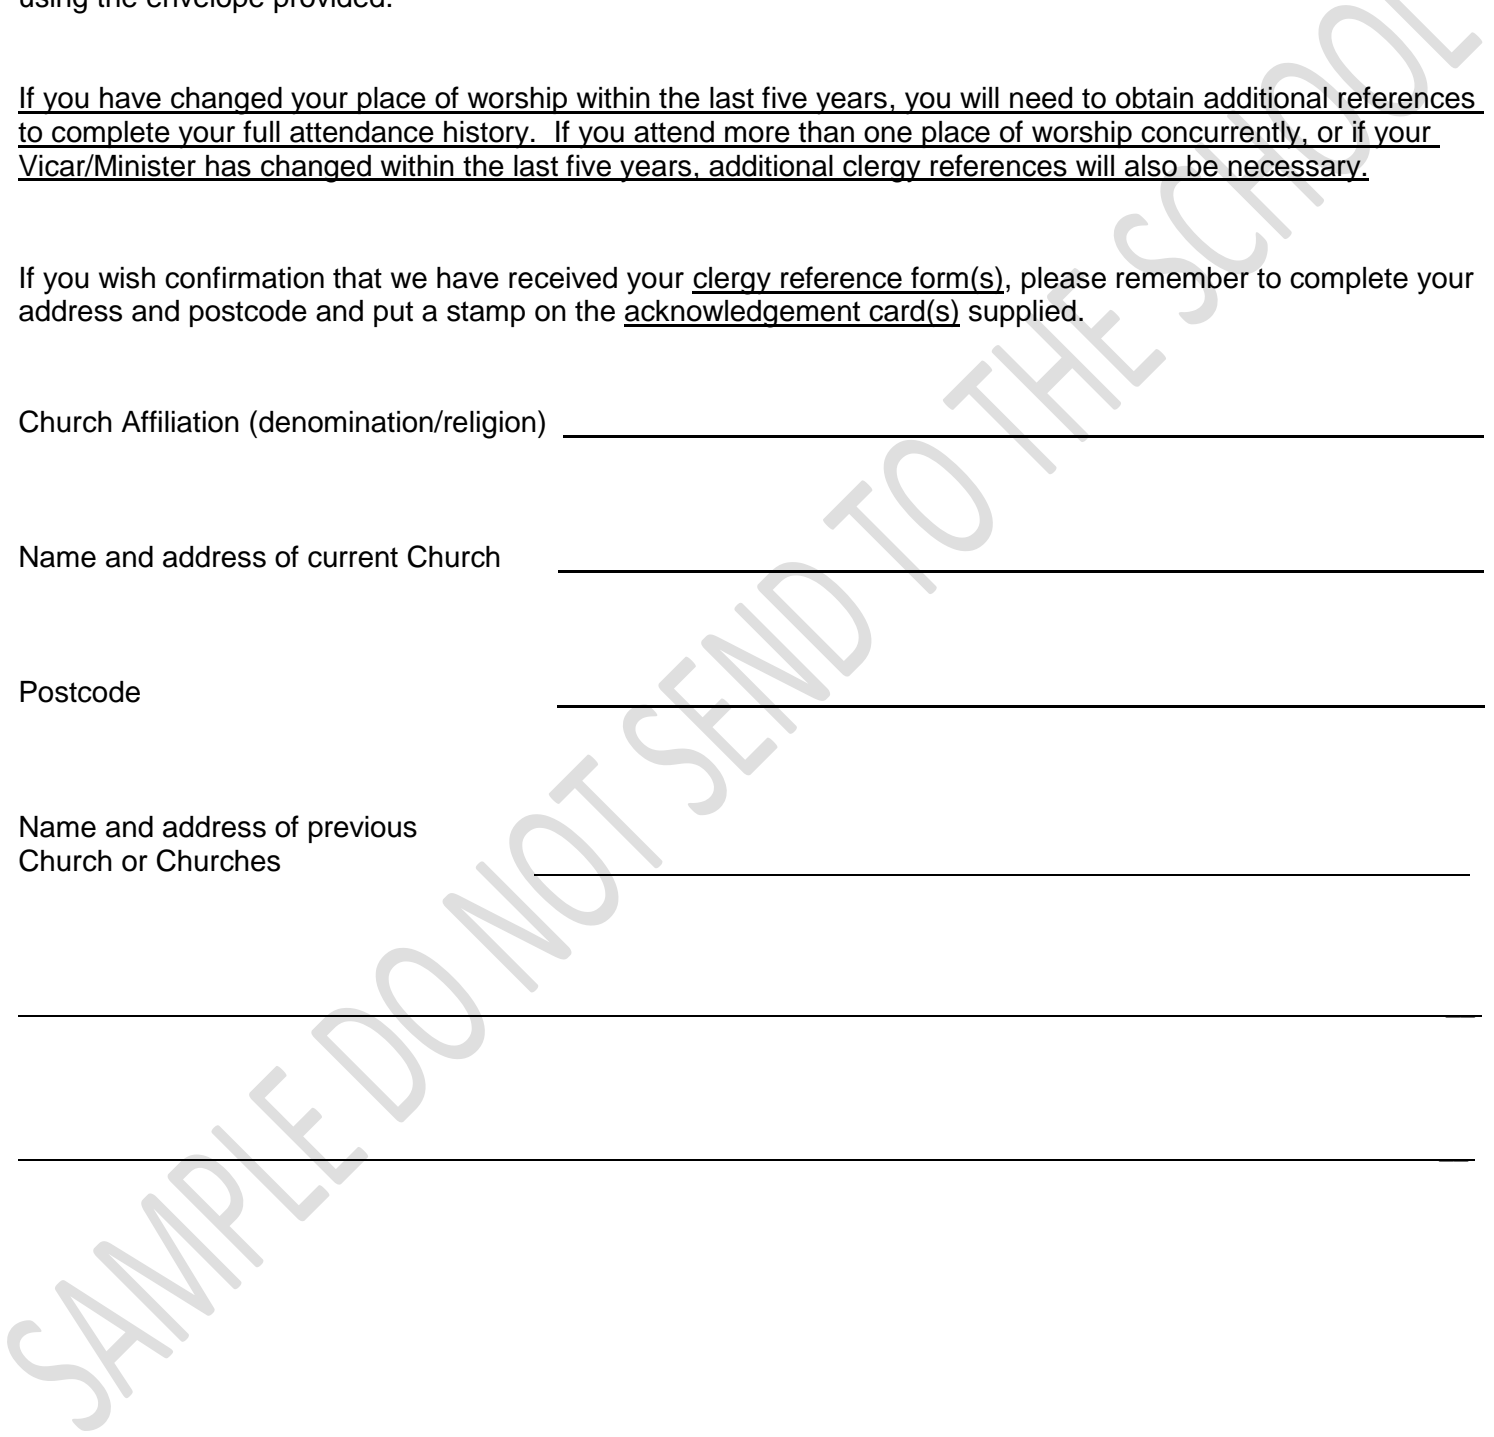 using the envelope provided.
If you have changed your place of worship within the last five years, you will need to obtain additional references
to complete your full attendance history.  If you attend more than one place of worship concurrently, or if your
Vicar/Minister has changed within the last five years, additional clergy references will also be necessary.
If you wish confirmation that we have received your clergy reference form(s), please remember to complete your
address and postcode and put a stamp on the acknowledgement card(s) supplied.
Church Affiliation (denomination/religion)
Name and address of current Church
Postcode
Name and address of previous
Church or Churches
SAMPLE DO NOT SEND TO THE SCHOOL